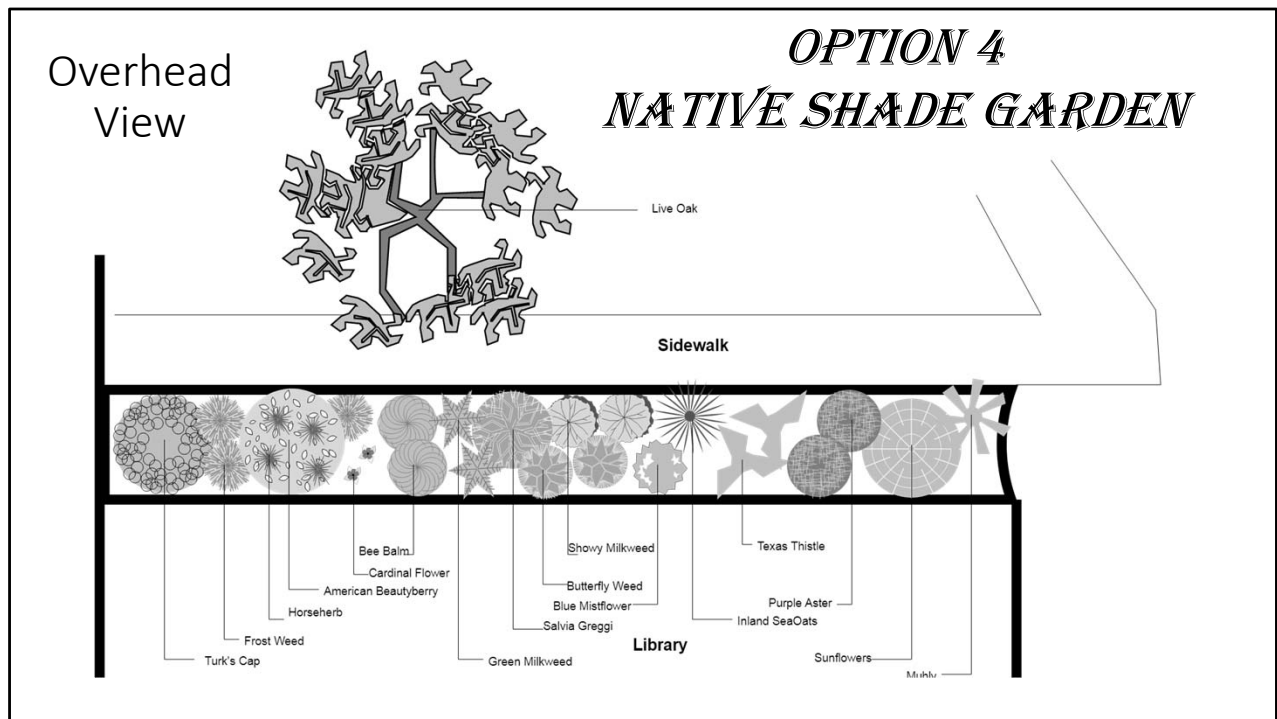 Overhead
View
OPTION 4
NATIVE SHADE GARDEN
Live Oak
Sidewalk
Bee Balm
Showy Milkweed
Texas Thistle
Cardinal Flower
American Beautyberry
Butterfly Weed
Blue Mistflower
Purple Aster
Horseherb
Salvia Greggi
Inland SeaOats
Frost Weed
Library
Turk's Cap
Green Milkweed
Sunflowers
Muhly